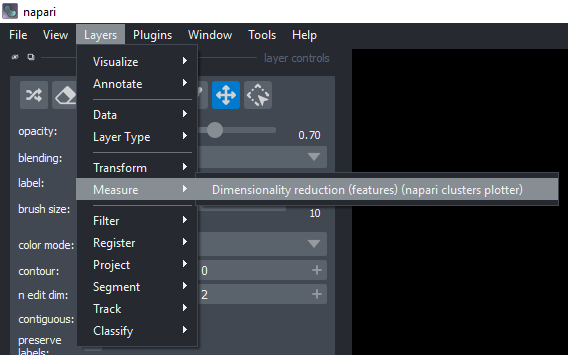 napari
File View Layers Plugins Window Tools Help
layer controls
Visualize
Annotate
Data
Layer Type
Transform
Measure
Dimensionality reduction (features) (napari clusters plotter)
Filter
Register
Project
Segment
Track
Classify
opacity:
0.70
blending:
label:
brush size:
10
color mode:
contour:
0
n edit dim:
2
contiguous:
preserve
labels: